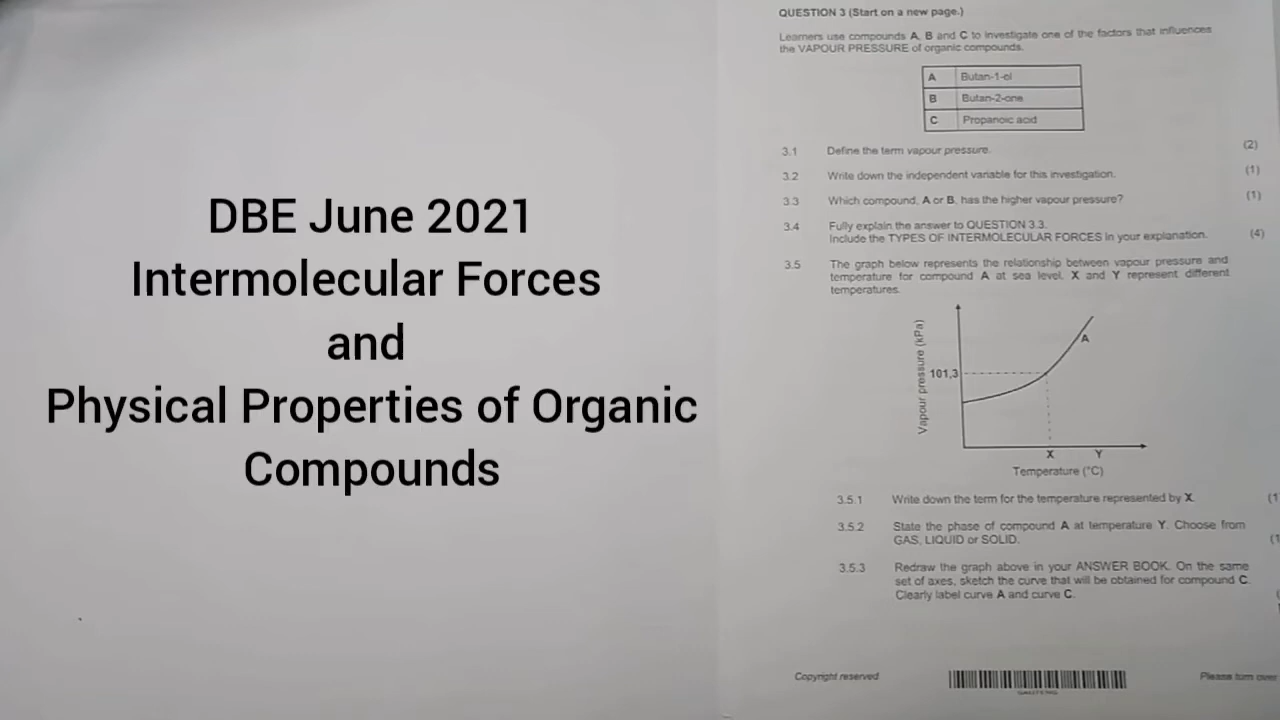 DBE June 2021
Intermolecular Forces
and
Physical Properties of Organic
Compounds
QUESTION 3 (Start on a new page.)
Learners use compounds A, B and C to investigate one of the factors that influences
the VAPOUR PRESSURE of organic compounds.
A Butan-1-ol
B Butan-2-one
C Propanoic acid
3.1 Define the term vapour pressure. (2)
3.2 Write down the independent variable for this investigation. (1)
3.3 Which compound, A or B, has the higher vapour pressure? (1)
3.4 Fully explain the answer to QUESTION 3.3.
Include the TYPES OF INTERMOLECULAR FORCES in your explanation. (4)
3.5 The graph below represents the relationship between vapour pressure and
temperature for compound A at sea level. X and Y represent different
temperatures.
Vapour pressure (kPa)
A
101,3
X Y
Temperature (°C)
3.5.1 Write down the term for the temperature represented by X. (1
3.5.2 State the phase of compound A at temperature Y. Choose from
GAS, LIQUID or SOLID. (1
3.5.3 Redraw the graph above in your ANSWER BOOK. On the same
set of axes, sketch the curve that will be obtained for compound C.
Clearly label curve A and curve C.
Copyright reserved
Please turn over